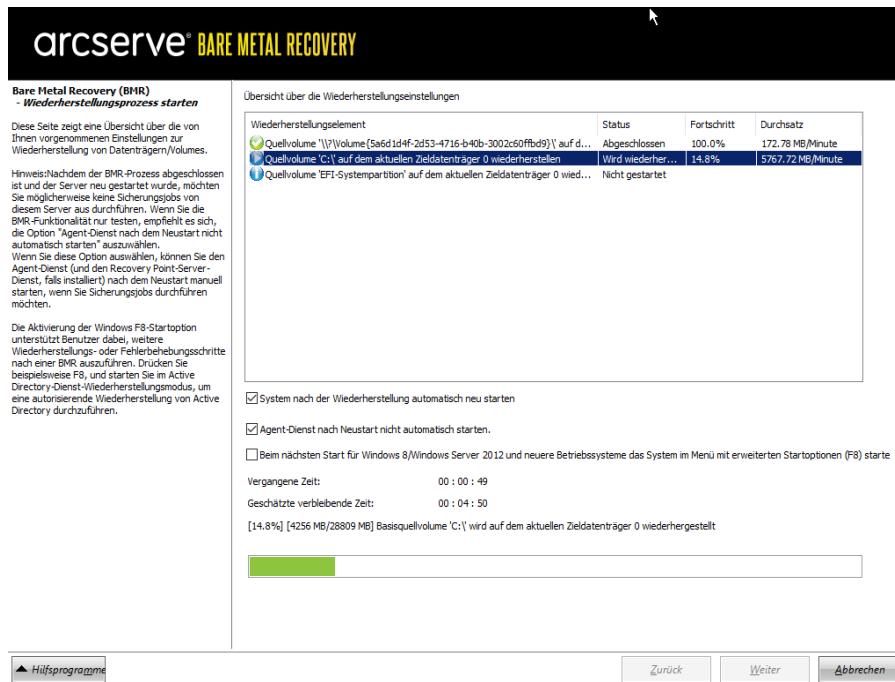 arcserve® BARE METAL RECOVERY
Bare Metal Recovery (BMR)
- Wiederherstellungsprozess starten
Diese Seite zeigt eine Übersicht über die von
Ihnen vorgenommenen Einstellungen zur
Wiederherstellung von Datenträgern/Volumes.
Hinweis:Nachdem der BMR-Prozess abgeschlossen
ist und der Server neu gestartet wurde, möchten
Sie möglicherweise keine Sicherungsjobs von
diesem Server aus durchführen. Wenn Sie die
BMR-Funktionalität nur testen, empfiehlt es sich,
die Option "Agent-Dienst nach dem Neustart nicht
automatisch starten" auszuwählen.
Wenn Sie diese Option auswählen, können Sie den
Agent-Dienst (und den Recovery Point-Server-
Dienst, falls installiert) nach dem Neustart manuell
starten, wenn Sie Sicherungsjobs durchführen
möchten.
Die Aktivierung der Windows F8-Startoption
unterstützt Benutzer dabei, weitere
Wiederherstellungs- oder Fehlerbehebungsschritte
nach einer BMR auszuführen. Drücken Sie
beispielsweise F8, und starten Sie im Active
Directory-Dienst-Wiederherstellungsmodus, um
eine autorisierende Wiederherstellung von Active
Directory durchzuführen.
Übersicht über die Wiederherstellungseinstellungen
Wiederherstellungselement Status Fortschritt Durchsatz
Quellvolume '\\?\Volume{5a6d1d4f-2d53-4716-b40b-3002c60ffbd9}\' auf d... Abgeschlossen 100.0% 172.78 MB/Minute
Quellvolume 'C:\' auf dem aktuellen Zieldatenträger 0 wiederherstellen Wird wiederher... 14.8% 5767.72 MB/Minute
Quellvolume 'EFI-Systempartition' auf dem aktuellen Zieldatenträger 0 wied... Nicht gestartet
System nach der Wiederherstellung automatisch neu starten
Agent-Dienst nach Neustart nicht automatisch starten.
Beim nächsten Start für Windows 8/Windows Server 2012 und neuere Betriebssysteme das System im Menü mit erweiterten Startoptionen (F8) starte
Vergangene Zeit: 00 : 00 : 49
Geschätzte verbleibende Zeit: 00 : 04 : 50
[14.8%] [4256 MB/28809 MB] Basisquellvolume 'C:\' wird auf dem aktuellen Zieldatenträger 0 wiederhergestellt
Hilfsprogramme Zurück Weiter Abbrechen